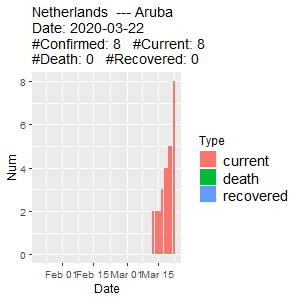 Netherlands  --- Aruba
Date: 2020-03-22
#Confirmed: 8   #Current: 8
#Death: 0   #Recovered: 0
8
6
4
2
0
Num
Feb 01 Feb 15 Mar 01 Mar 15
Date
Type
current
death
recovered